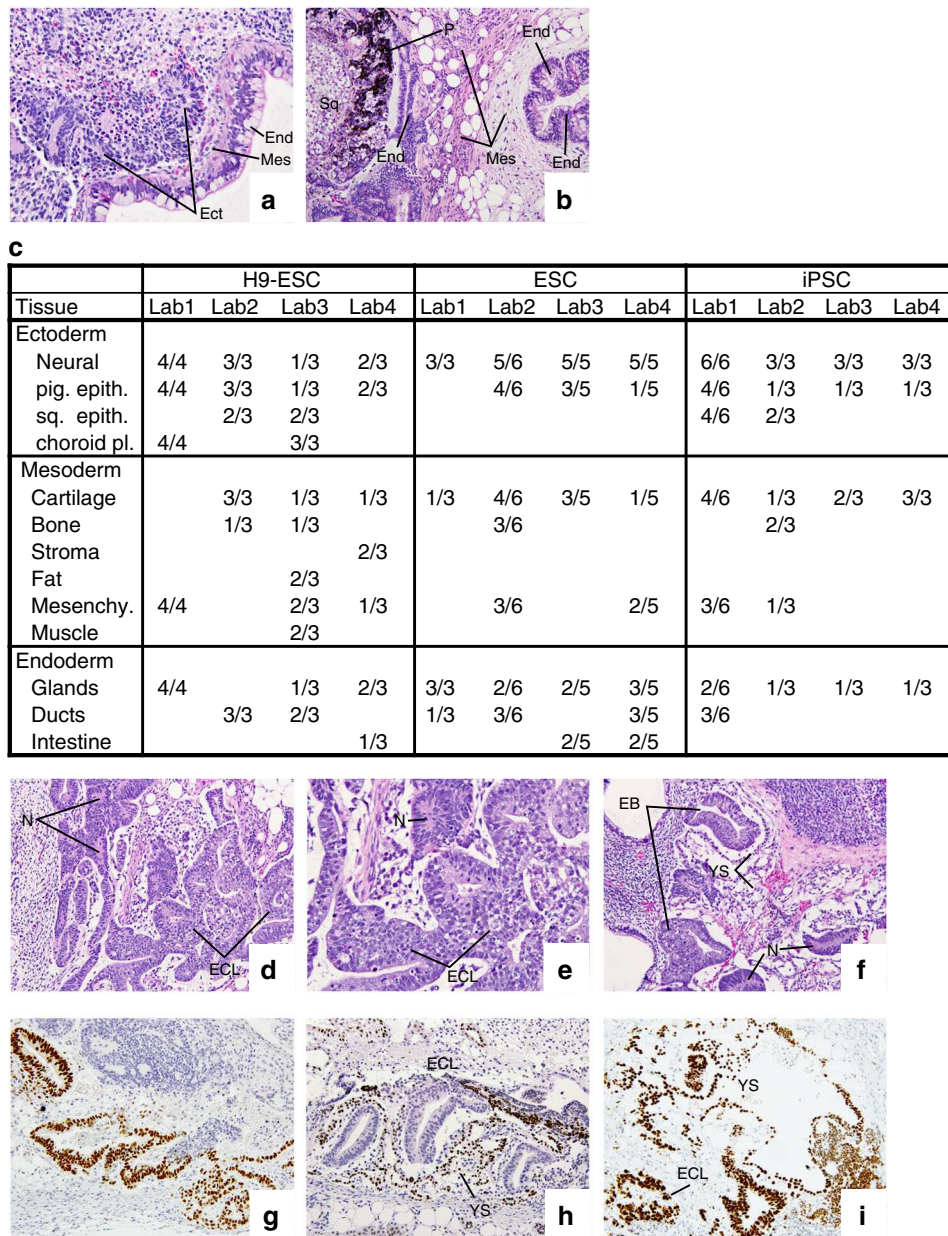 End
Mes
Ect
a
P
End
Sq
End
Mes
End
b
c
H9-ESC ESC iPSC
Tissue Lab1 Lab2 Lab3 Lab4 Lab1 Lab2 Lab3 Lab4 Lab1 Lab2 Lab3 Lab4
Ectoderm
Neural 4/4 3/3 1/3 2/3 3/3 5/6 5/5 5/5 6/6 3/3 3/3 3/3
pig. epith. 4/4 3/3 1/3 2/3 4/6 3/5 1/5 4/6 1/3 1/3 1/3
sq. epith. 2/3 2/3 4/6 2/3
choroid pl. 4/4 3/3
Mesoderm
Cartilage 3/3 1/3 1/3 1/3 4/6 3/5 1/5 4/6 1/3 2/3 3/3
Bone 1/3 1/3 3/6 2/3
Stroma 2/3
Fat 2/3
Mesenchy. 4/4 2/3 1/3 3/6 2/5 3/6 1/3
Muscle 2/3
Endoderm
Glands 4/4 1/3 2/3 3/3 2/6 2/5 3/5 2/6 1/3 1/3 1/3
Ducts 3/3 2/3 1/3 3/6 3/5 3/6
Intestine 1/3 2/5 2/5
N
ECL
d
N
ECL
e
EB
YS
N
f
g
ECL
YS
h
YS
ECL
i